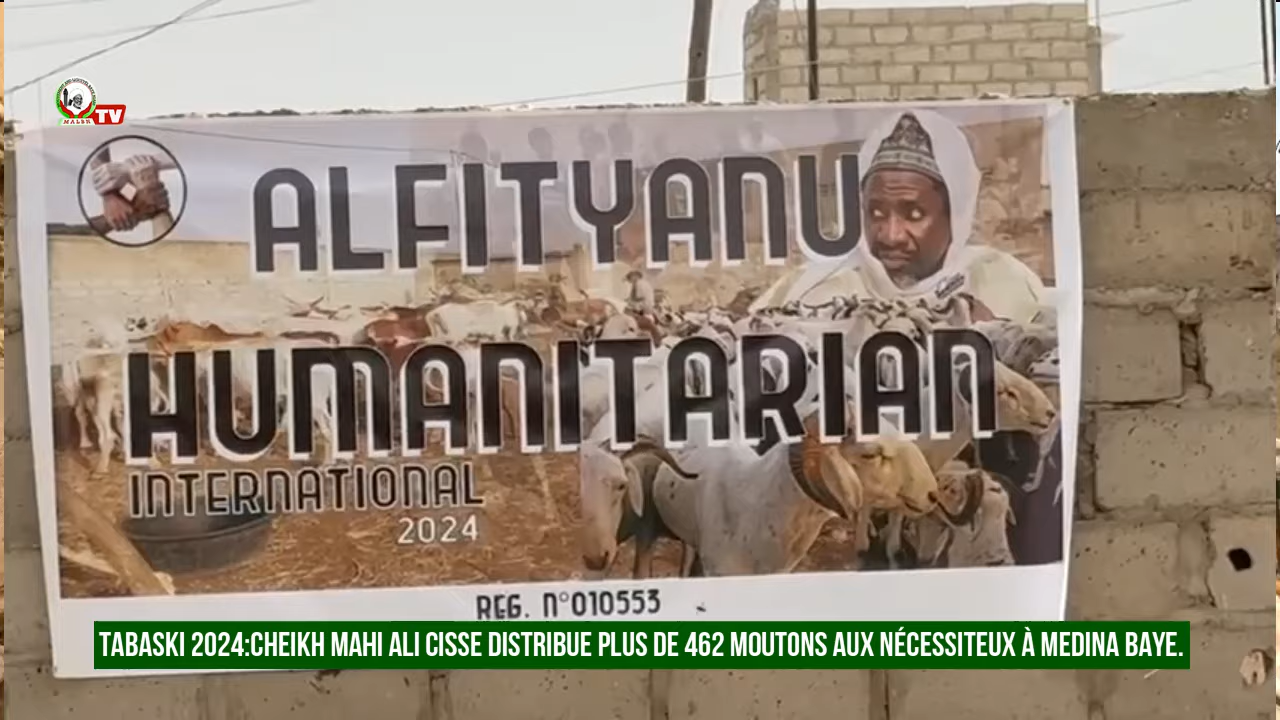 TV
ALFITYANU
HUMANITARIAN
INTERNATIONAL
2024
REG. N°010553
TABASKI 2024:CHEIKH MAHI ALI CISSE DISTRIBUE PLUS DE 462 MOUTONS AUX NÉCESSITEUX À MEDINA BAYE.